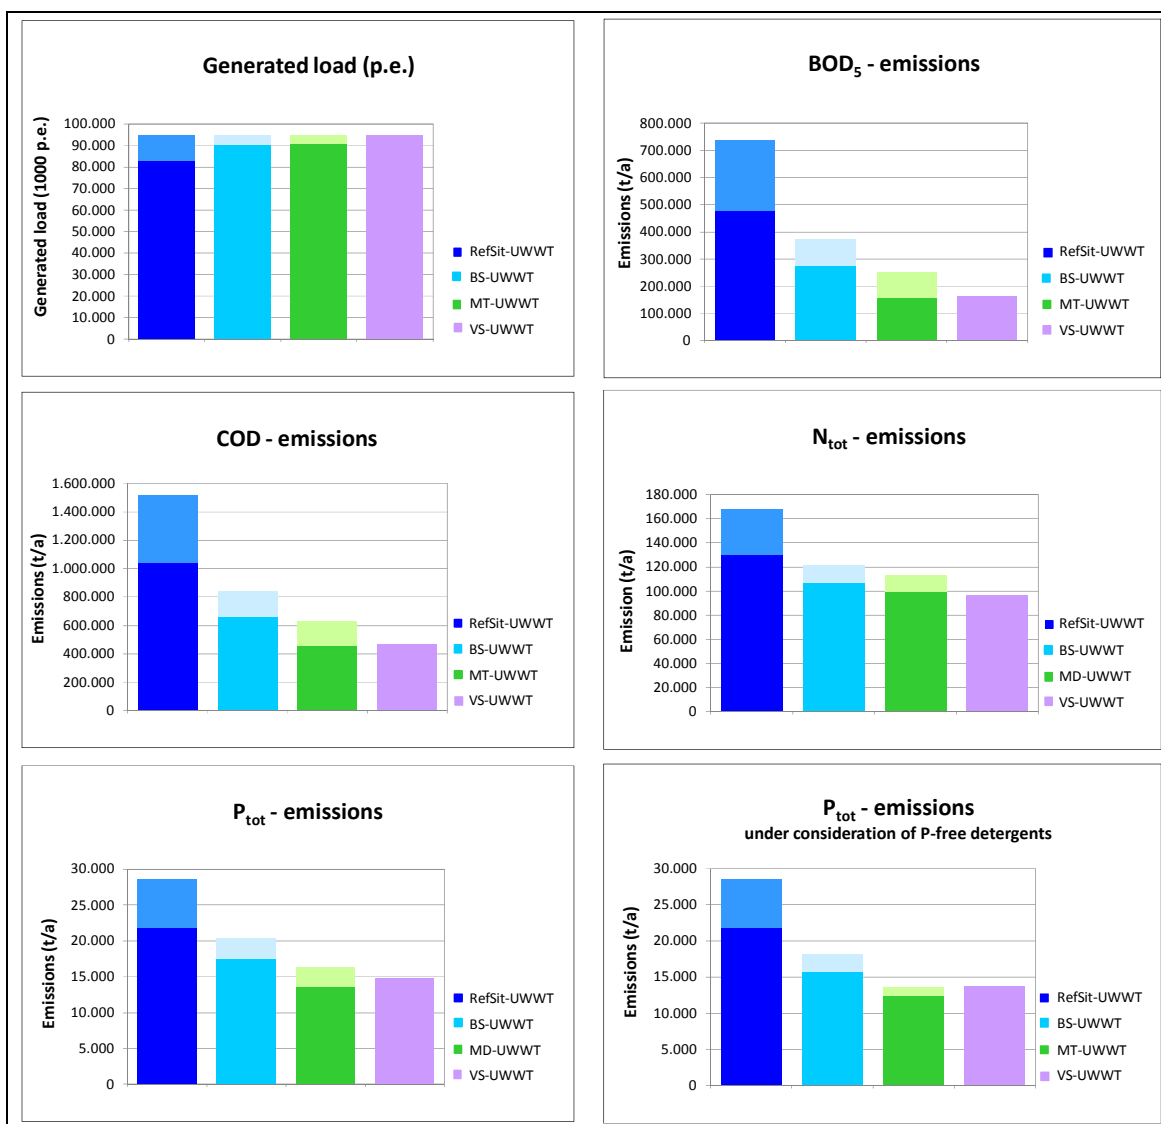 Generated load (p.e.)
Generated load (1000 p.e.)
100.000
90.000
80.000
70.000
60.000
50.000
40.000
30.000
20.000
10.000
0
RefSit-UWWT
BS-UWWT
MT-UWWT
VS-UWWT
BOD5 - emissions
Emissions (t/a)
800.000
700.000
600.000
500.000
400.000
300.000
200.000
100.000
0
RefSit-UWWT
BS-UWWT
MT-UWWT
VS-UWWT
COD - emissions
Emissions (t/a)
1.600.000
1.400.000
1.200.000
1.000.000
800.000
600.000
400.000
200.000
0
RefSit-UWWT
BS-UWWT
MT-UWWT
VS-UWWT
Ntot - emissions
Emission (t/a)
180.000
160.000
140.000
120.000
100.000
80.000
60.000
40.000
20.000
0
RefSit-UWWT
BS-UWWT
MD-UWWT
VS-UWWT
Ptot - emissions
Emissions (t/a)
30.000
25.000
20.000
15.000
10.000
5.000
0
RefSit-UWWT
BS-UWWT
MD-UWWT
VS-UWWT
Ptot - emissions
under consideration of P-free detergents
Emissions (t/a)
30.000
25.000
20.000
15.000
10.000
5.000
0
RefSit-UWWT
BS-UWWT
MT-UWWT
VS-UWWT